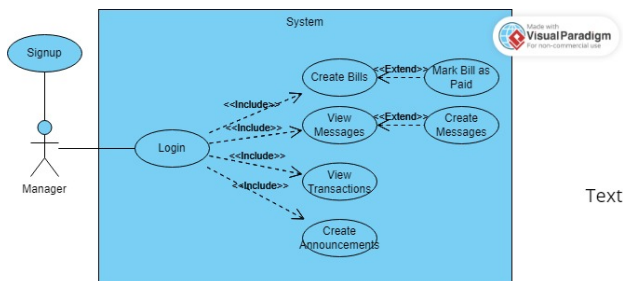 System
Made with
Visual Paradigm
For non-commercial use
Signup
Create Bills
<<Extend>>
Mark Bill as
Paid
<<Include>>
View
Messages
<<Extend>>
Create
Messages
<<Include>>
Login
<<Include>>
View
Transactions
<<Include>>
Manager
Create
Announcements
Text